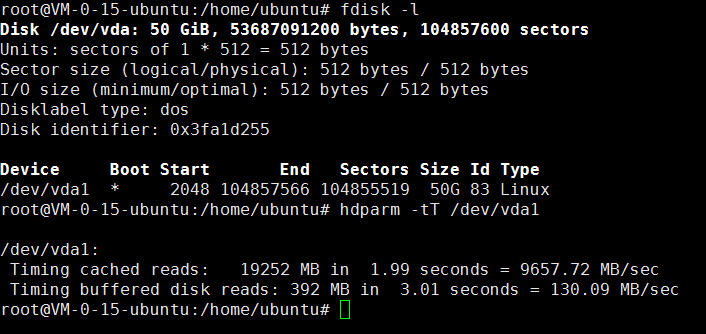 root@VM-0-15-ubuntu:/home/ubuntu# fdisk -l
Disk /dev/vda: 50 GiB, 53687091200 bytes, 104857600 sectors
Units: sectors of 1 * 512 = 512 bytes
Sector size (logical/physical): 512 bytes / 512 bytes
I/O size (minimum/optimal): 512 bytes / 512 bytes
Disklabel type: dos
Disk identifier: 0x3fa1d255

Device     Boot Start       End   Sectors Size Id Type
/dev/vda1  *     2048 104857566 104855519  50G 83 Linux
root@VM-0-15-ubuntu:/home/ubuntu# hdparm -tT /dev/vda1

/dev/vda1:
 Timing cached reads:   19252 MB in  1.99 seconds = 9657.72 MB/sec
 Timing buffered disk reads: 392 MB in  3.01 seconds = 130.09 MB/sec
root@VM-0-15-ubuntu:/home/ubuntu#